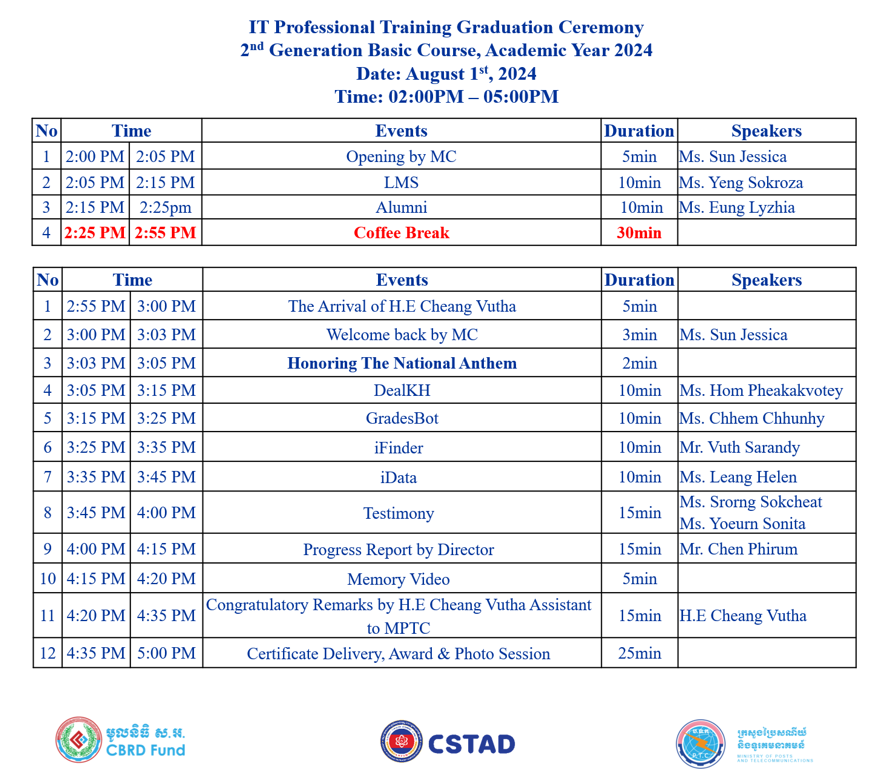 IT Professional Training Graduation Ceremony
2nd Generation Basic Course, Academic Year 2024
Date: August 1st, 2024
Time: 02:00PM – 05:00PM
No Time Events Duration Speakers
1 2:00 PM 2:05 PM Opening by MC 5min Ms. Sun Jessica
2 2:05 PM 2:15 PM LMS 10min Ms. Yeng Sokroza
3 2:15 PM 2:25pm Alumni 10min Ms. Eung Lyzhia
4 2:25 PM 2:55 PM Coffee Break 30min
No Time Events Duration Speakers
1 2:55 PM 3:00 PM The Arrival of H.E Cheang Vutha 5min
2 3:00 PM 3:03 PM Welcome back by MC 3min Ms. Sun Jessica
3 3:03 PM 3:05 PM Honoring The National Anthem 2min
4 3:05 PM 3:15 PM DealKH 10min Ms. Hom Pheakakvotey
5 3:15 PM 3:25 PM GradesBot 10min Ms. Chhem Chhunhy
6 3:25 PM 3:35 PM iFinder 10min Mr. Vuth Sarandy
7 3:35 PM 3:45 PM iData 10min Ms. Leang Helen
8 3:45 PM 4:00 PM Testimony 15min Ms. Srorng Sokcheat
Ms. Yoeurn Sonita
9 4:00 PM 4:15 PM Progress Report by Director 15min Mr. Chen Phirum
10 4:15 PM 4:20 PM Memory Video 5min
11 4:20 PM 4:35 PM Congratulatory Remarks by H.E Cheang Vutha Assistant
to MPTC 15min H.E Cheang Vutha
12 4:35 PM 5:00 PM Certificate Delivery, Award & Photo Session 25min
មូលនិធិ ស.អ.
CBRD Fund
CSTAD
ក្រសួងប្រៃសណីយ៍
និងទូរគមនាគមន៍
MINISTRY OF POSTS
AND TELECOMMUNICATIONS